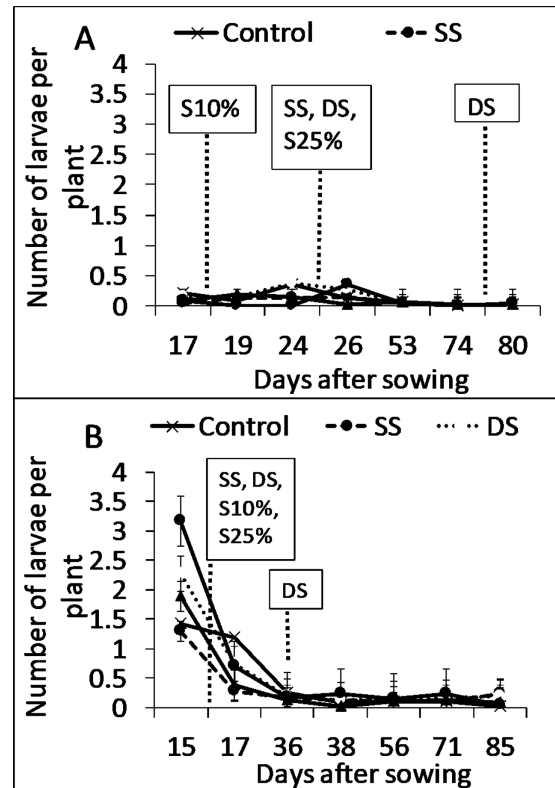 A
Control
SS
Number of larvae per
plant
4
3.5
3
2.5
2
1.5
1
0.5
0
S10%
SS, DS,
S25%
DS
17 19 24 26 53 74 80
Days after sowing
B
Control
SS
DS
Number of larvae per
plant
4
3.5
3
2.5
2
1.5
1
0.5
0
SS, DS,
S10%,
S25%
DS
15 17 36 38 56 71 85
Days after sowing